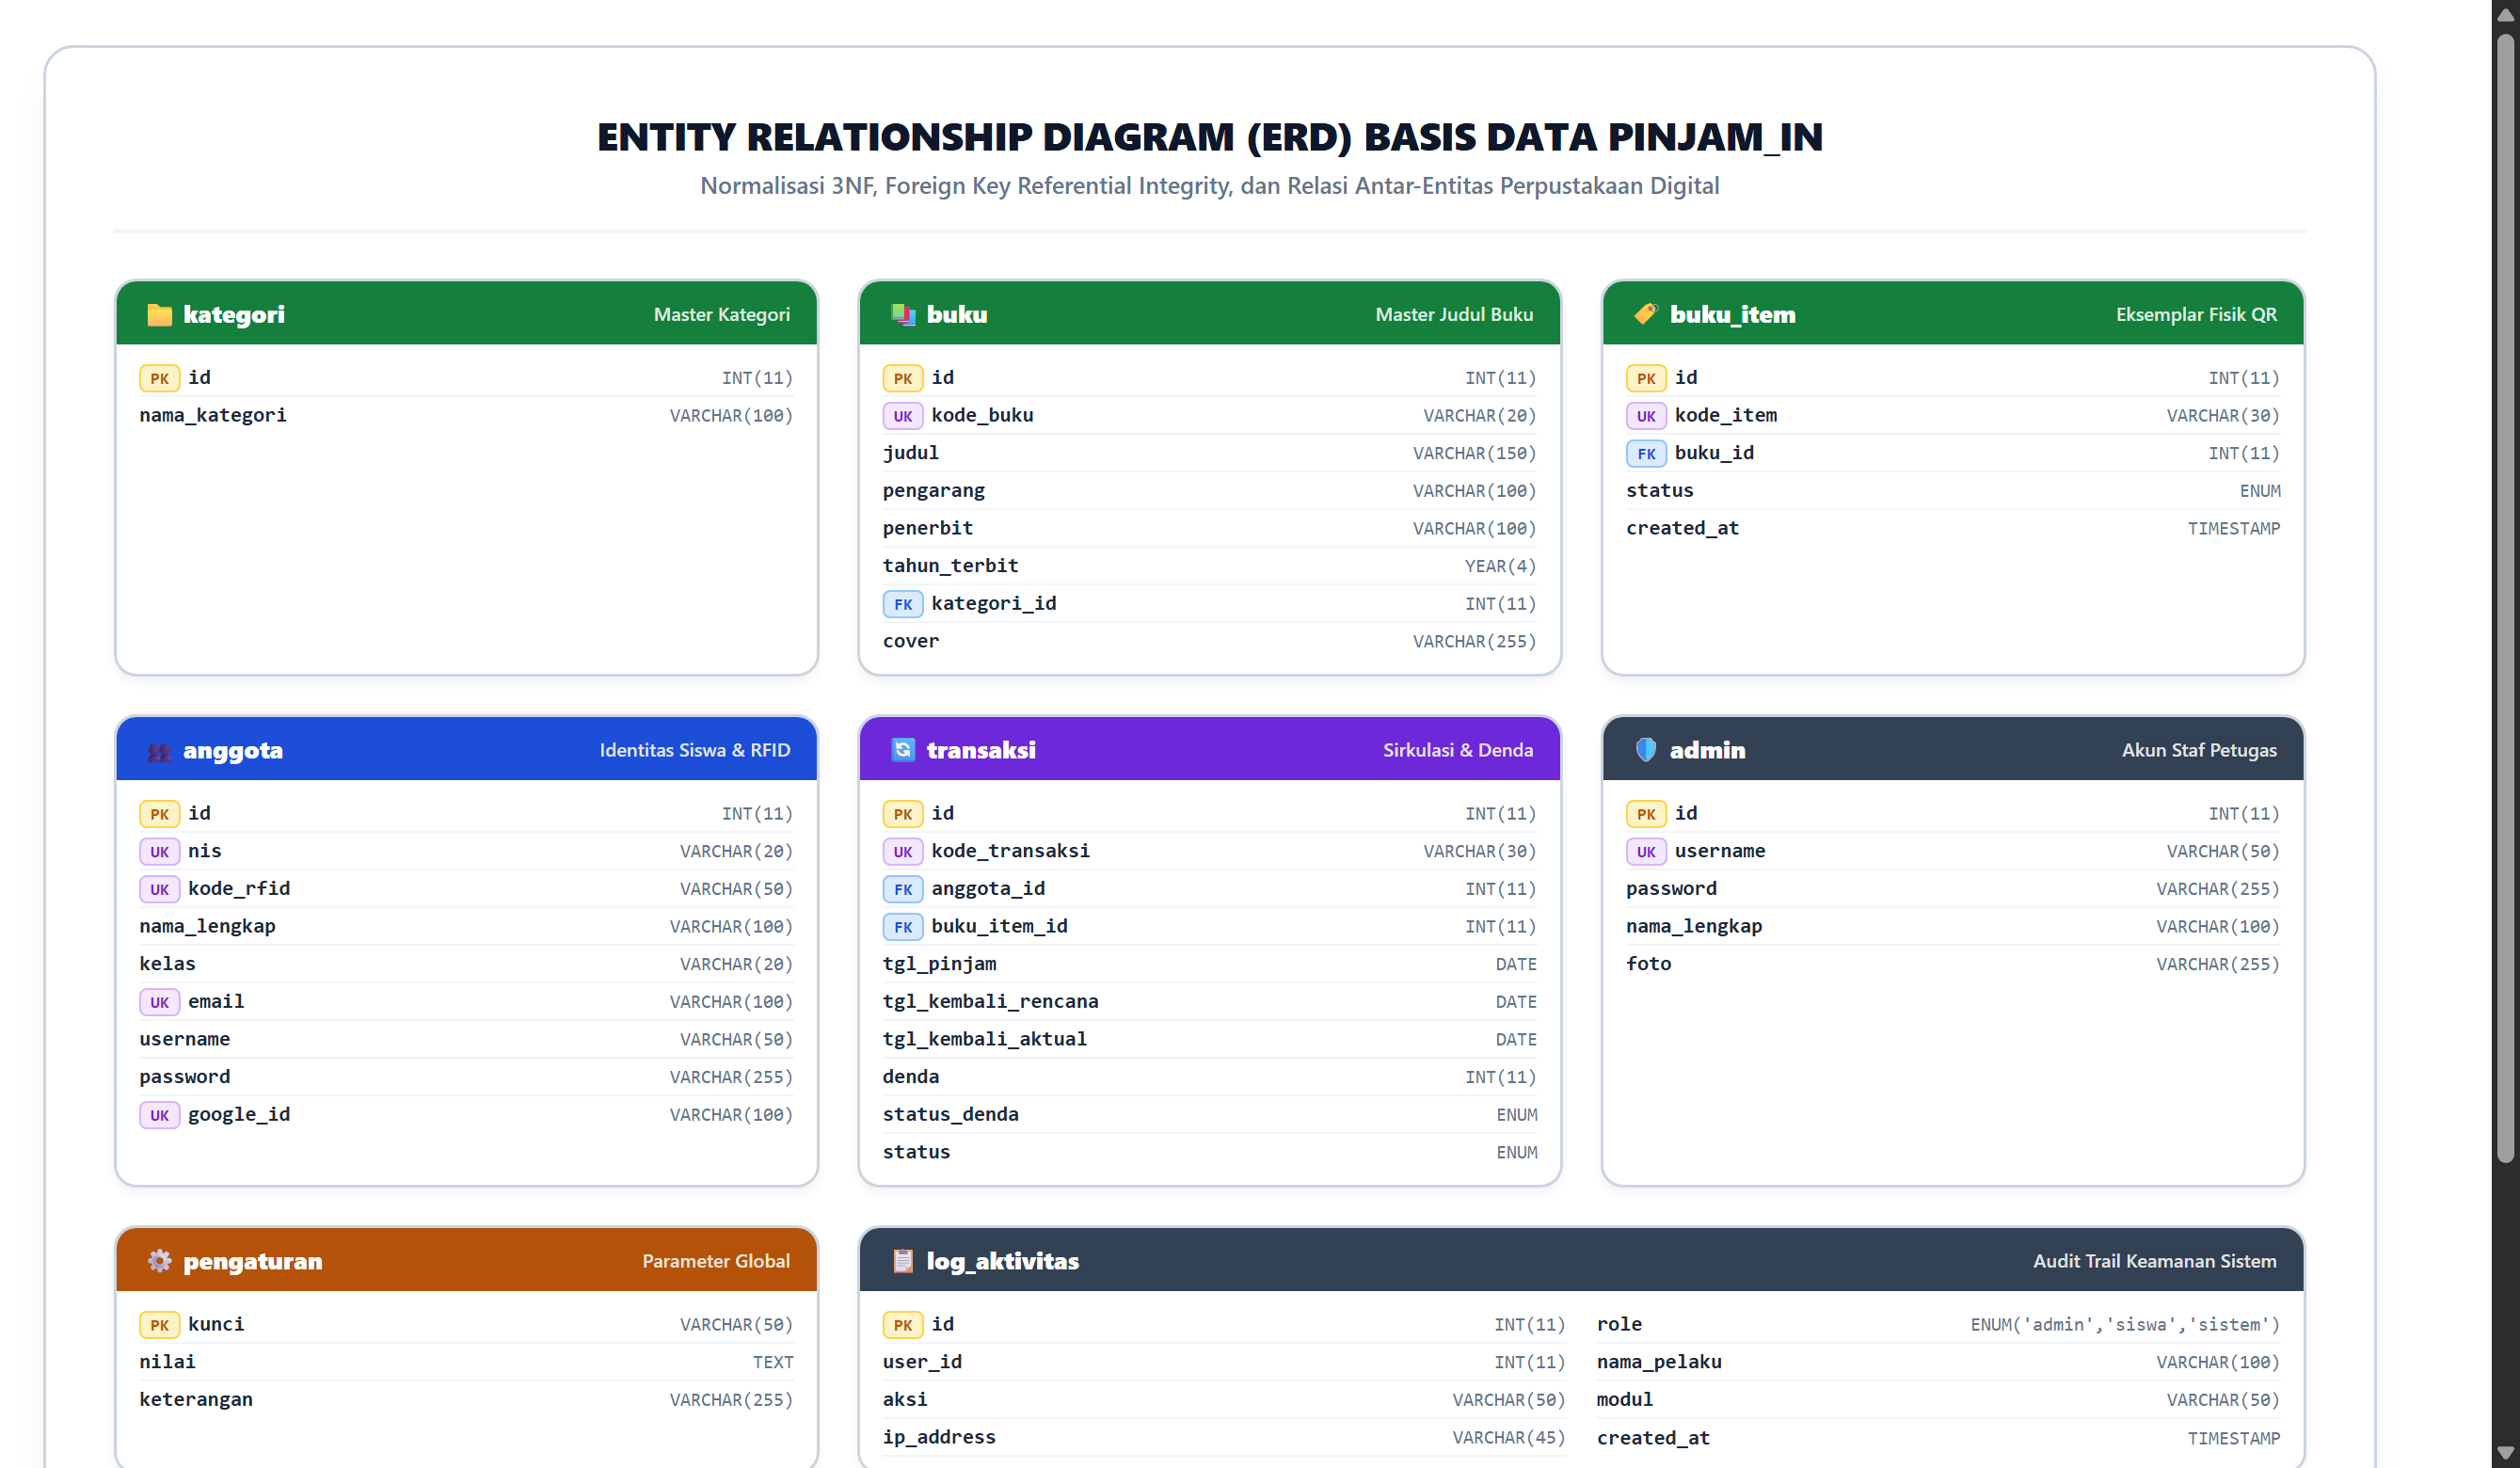 ENTITY RELATIONSHIP DIAGRAM (ERD) BASIS DATA PINJAM_IN
Normalisasi 3NF, Foreign Key Referential Integrity, dan Relasi Antar-Entitas Perpustakaan Digital
kategori Master Kategori
PK id INT(11)
nama_kategori VARCHAR(100)
buku Master Judul Buku
PK id INT(11)
UK kode_buku VARCHAR(20)
judul VARCHAR(150)
pengarang VARCHAR(100)
penerbit VARCHAR(100)
tahun_terbit YEAR(4)
FK kategori_id INT(11)
cover VARCHAR(255)
buku_item Eksemplar Fisik QR
PK id INT(11)
UK kode_item VARCHAR(30)
FK buku_id INT(11)
status ENUM
created_at TIMESTAMP
anggota Identitas Siswa & RFID
PK id INT(11)
UK nis VARCHAR(20)
UK kode_rfid VARCHAR(50)
nama_lengkap VARCHAR(100)
kelas VARCHAR(20)
UK email VARCHAR(100)
username VARCHAR(50)
password VARCHAR(255)
UK google_id VARCHAR(100)
transaksi Sirkulasi & Denda
PK id INT(11)
UK kode_transaksi VARCHAR(30)
FK anggota_id INT(11)
FK buku_item_id INT(11)
tgl_pinjam DATE
tgl_kembali_rencana DATE
tgl_kembali_aktual DATE
denda INT(11)
status_denda ENUM
status ENUM
admin Akun Staf Petugas
PK id INT(11)
UK username VARCHAR(50)
password VARCHAR(255)
nama_lengkap VARCHAR(100)
foto VARCHAR(255)
pengaturan Parameter Global
PK kunci VARCHAR(50)
nilai TEXT
keterangan VARCHAR(255)
log_aktivitas Audit Trail Keamanan Sistem
PK id INT(11)
user_id INT(11)
aksi VARCHAR(50)
ip_address VARCHAR(45)
role ENUM('admin','siswa','sistem')
nama_pelaku VARCHAR(100)
modul VARCHAR(50)
created_at TIMESTAMP